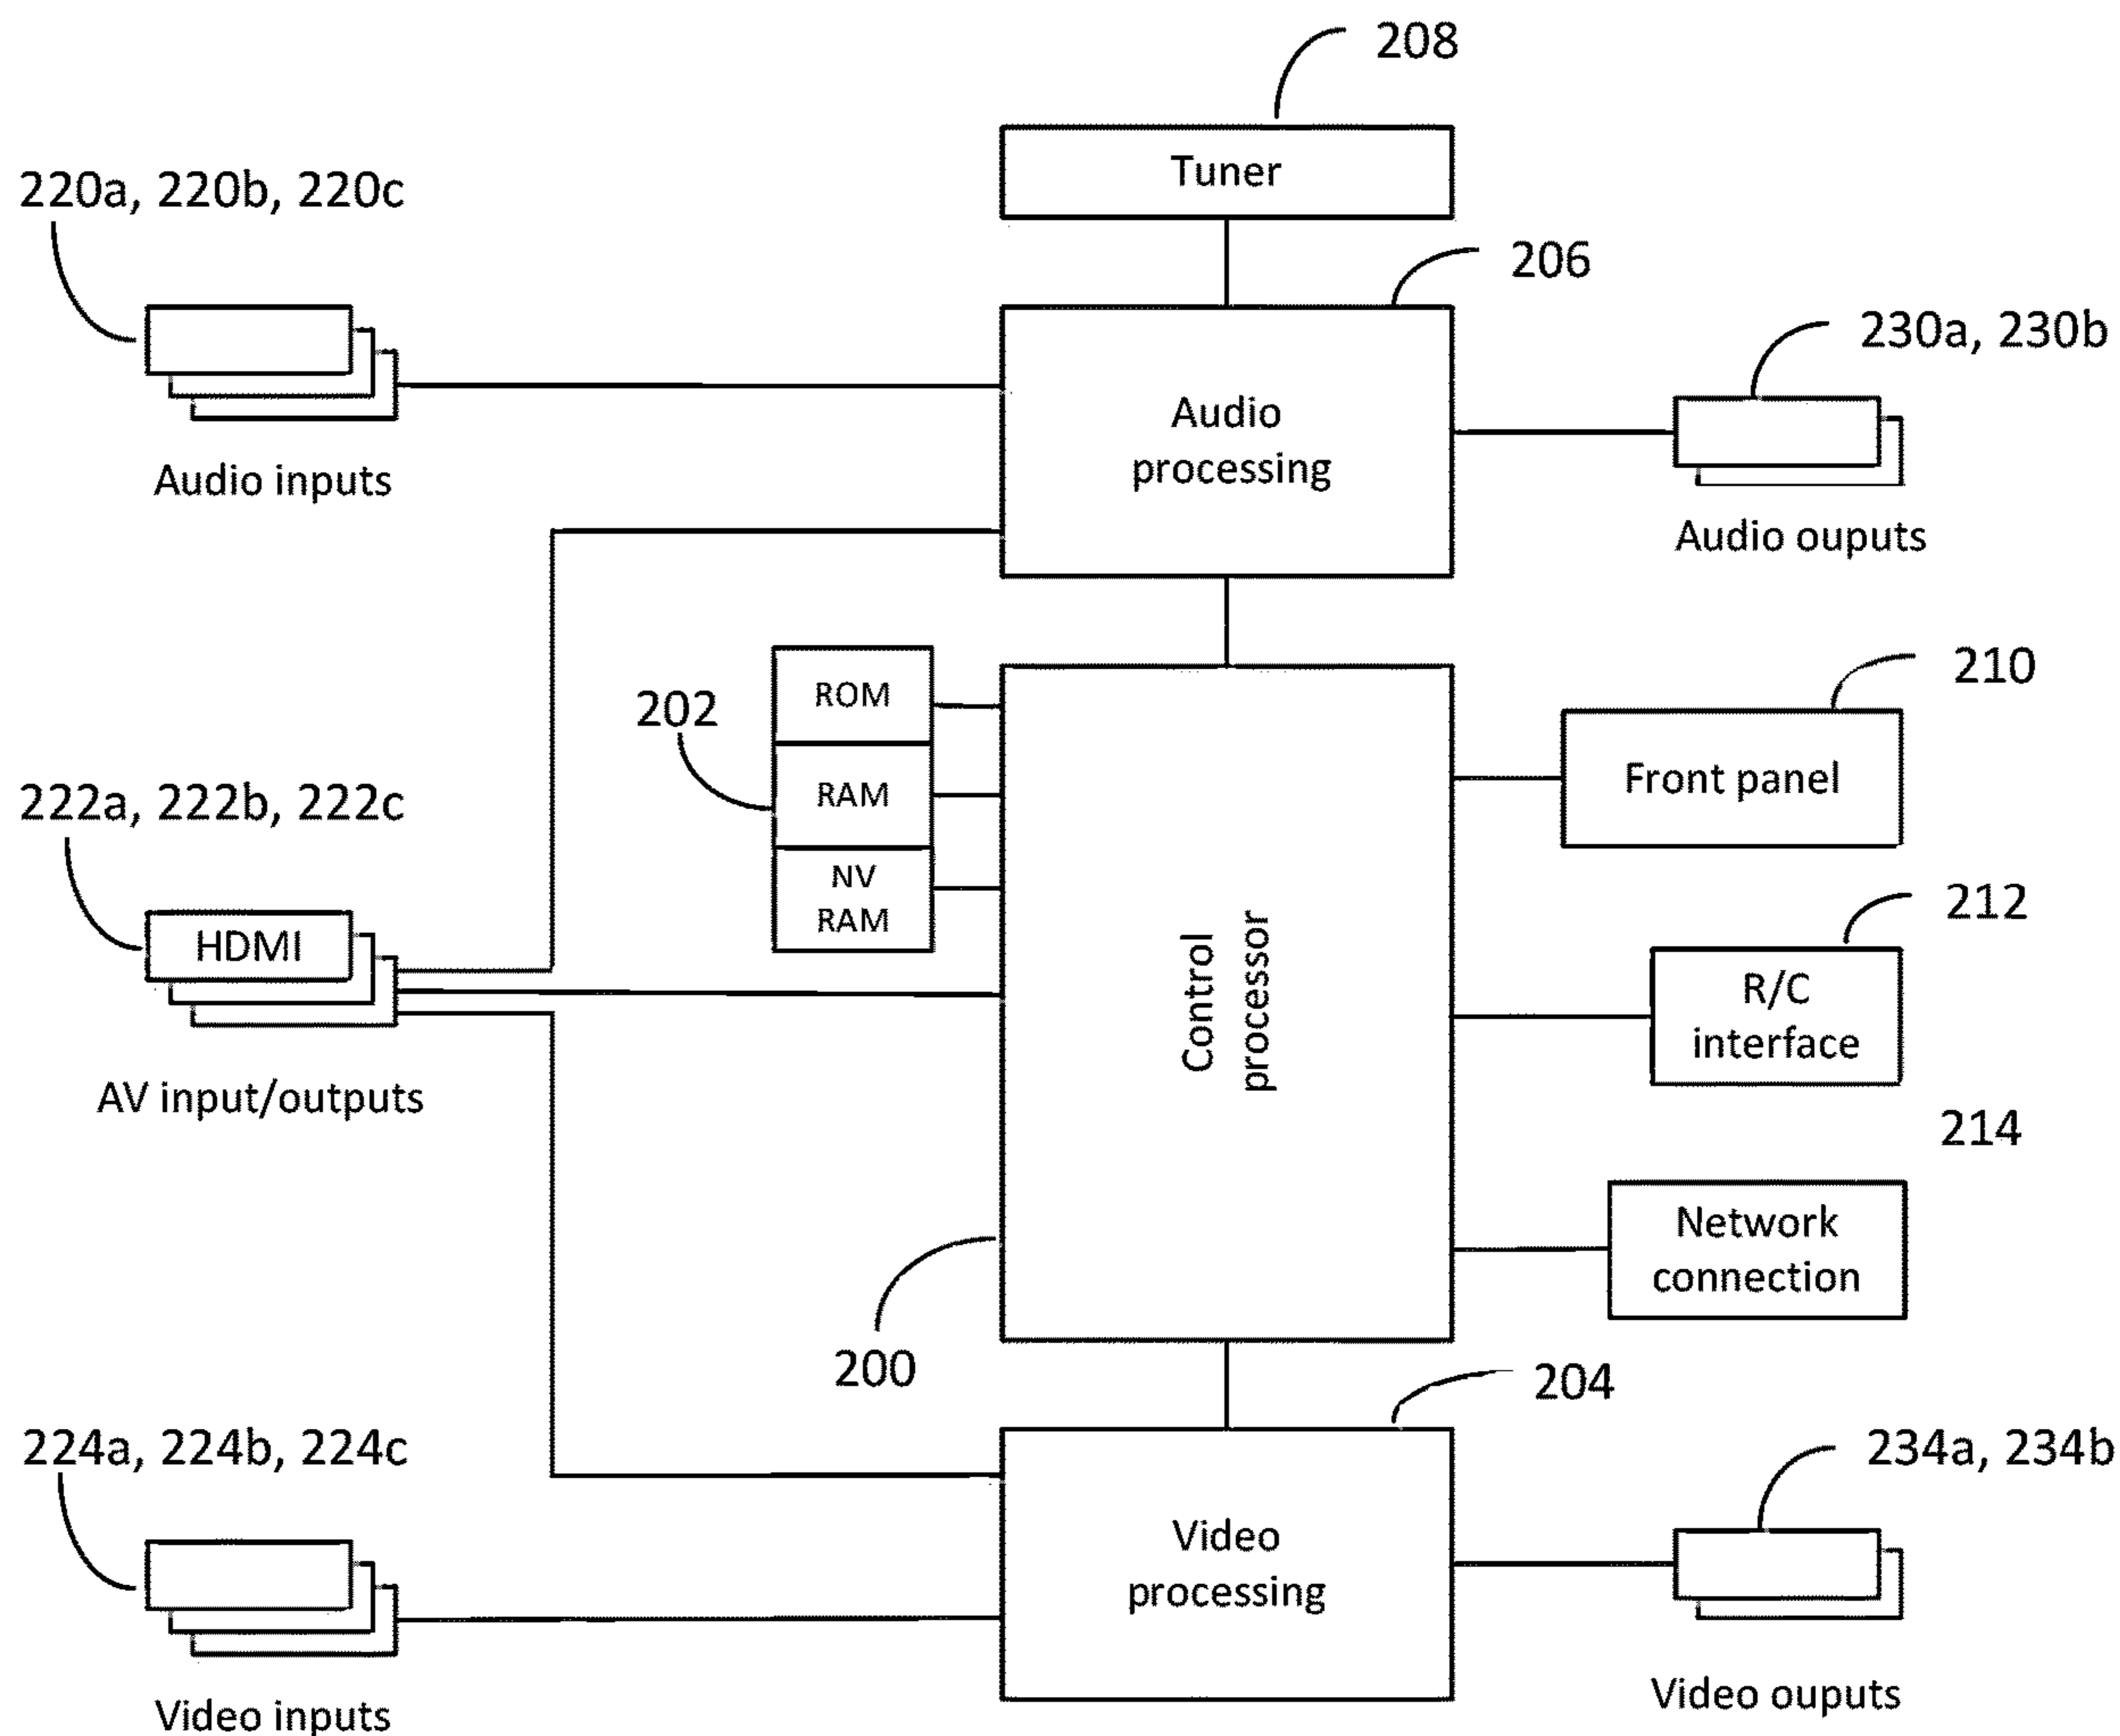 208
Tuner
220a, 220b, 220c
206
230a, 230b
Audio
processing
Audio inputs
Audio ouputs
210
ROM
202
Front panel
RAM
222a, 222b, 222c
NV
RAM
212
HDMI
Control
processor
R/C
interface
AV input/outputs
214
Network
connection
200
204
224a, 224b, 224c
234a, 234b
Video
processing
Video inputs
Video ouputs